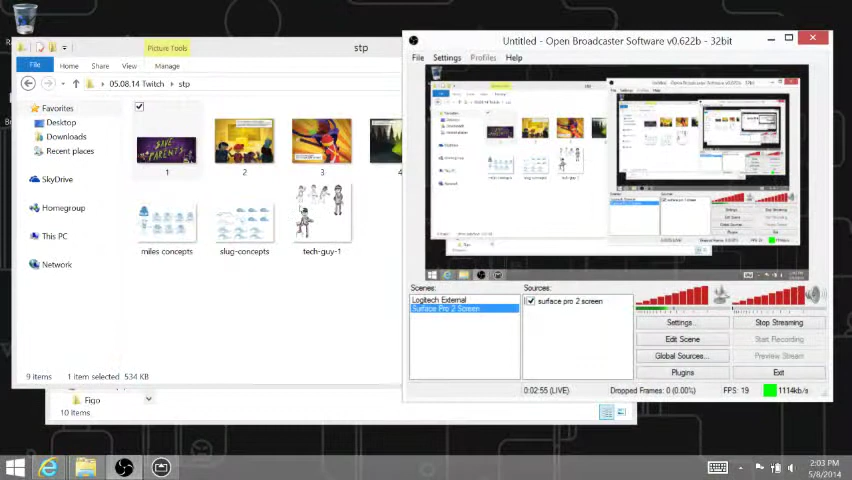 Picture Tools
stp
File
Home
Share
View
Manage
05.08.14 Twitch
stp
Favorites
Desktop
Downloads
Recent places
SkyDrive
Homegroup
This PC
Network
SAVE
PARENTS
1
2
3
4
miles concepts
slug-concepts
tech-guy-1
9 items
1 item selected 534 KB
Figo
10 items
Untitled - Open Broadcaster Software v0.622b - 32bit
File
Settings
Profiles
Help
Scenes:
Logitech External
Surface Pro 2 Screen
Sources:
surface pro 2 screen
Settings...
Stop Streaming
Edit Scene
Start Recording
Global Sources...
Preview Stream
Plugins
Exit
0:02:55 (LIVE)
Dropped Frames: 0 (0.00%)
FPS: 19
1114kb/s
2:03 PM
5/8/2014